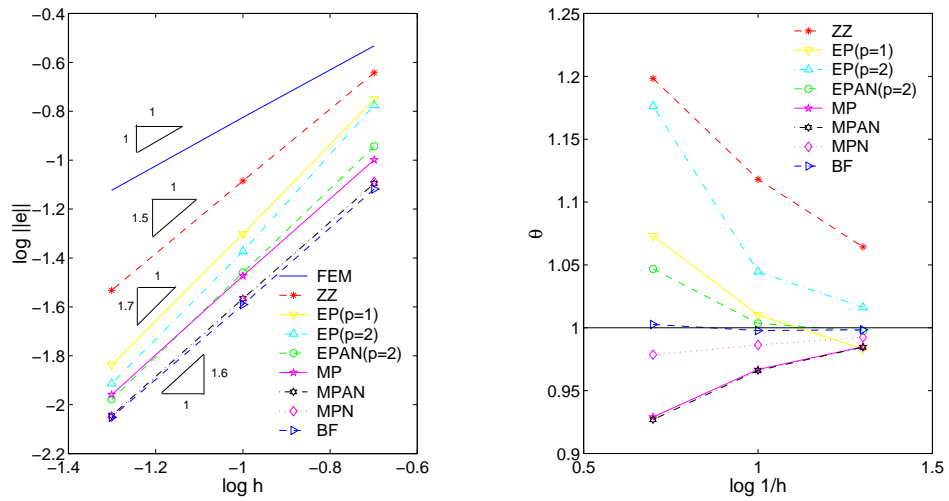 −0.4
−0.6
−0.8
−1
−1.2
−1.4
−1.6
−1.8
−2
−2.2
−1.4
−1.2
−1
−0.8
−0.6
log h
log ||e||
1
1
1
1.5
1
1.7
1.6
1
FEM
ZZ
EP(p=1)
EP(p=2)
EPAN(p=2)
MP
MPAN
MPN
BF
1.25
1.2
1.15
1.1
1.05
1
0.95
0.9
0.5
1
1.5
log 1/h
θ
ZZ
EP(p=1)
EP(p=2)
EPAN(p=2)
MP
MPAN
MPN
BF